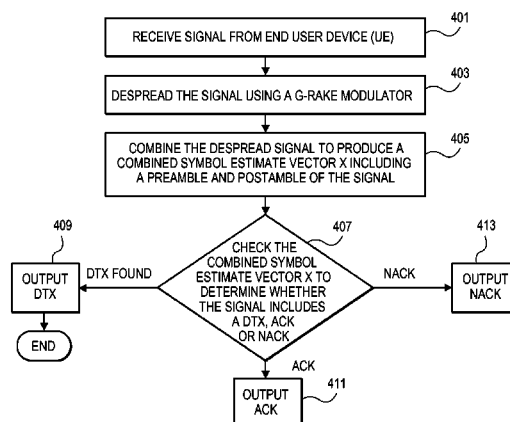 401
RECEIVE SIGNAL FROM END USER DEVICE (UE)
403
DESPREAD THE SIGNAL USING A G-RAKE MODULATOR
405
COMBINE THE DESPREAD SIGNAL TO PRODUCE A
COMBINED SYMBOL ESTIMATE VECTOR X INCLUDING
A PREAMBLE AND POSTAMBLE OF THE SIGNAL
409
407
413
OUTPUT
DTX
DTX FOUND
CHECK THE
COMBINED SYMBOL
ESTIMATE VECTOR X TO
DETERMINE WHETHER
THE SIGNAL INCLUDES
A DTX, ACK
OR NACK
NACK
OUTPUT
NACK
END
ACK
411
OUTPUT
ACK